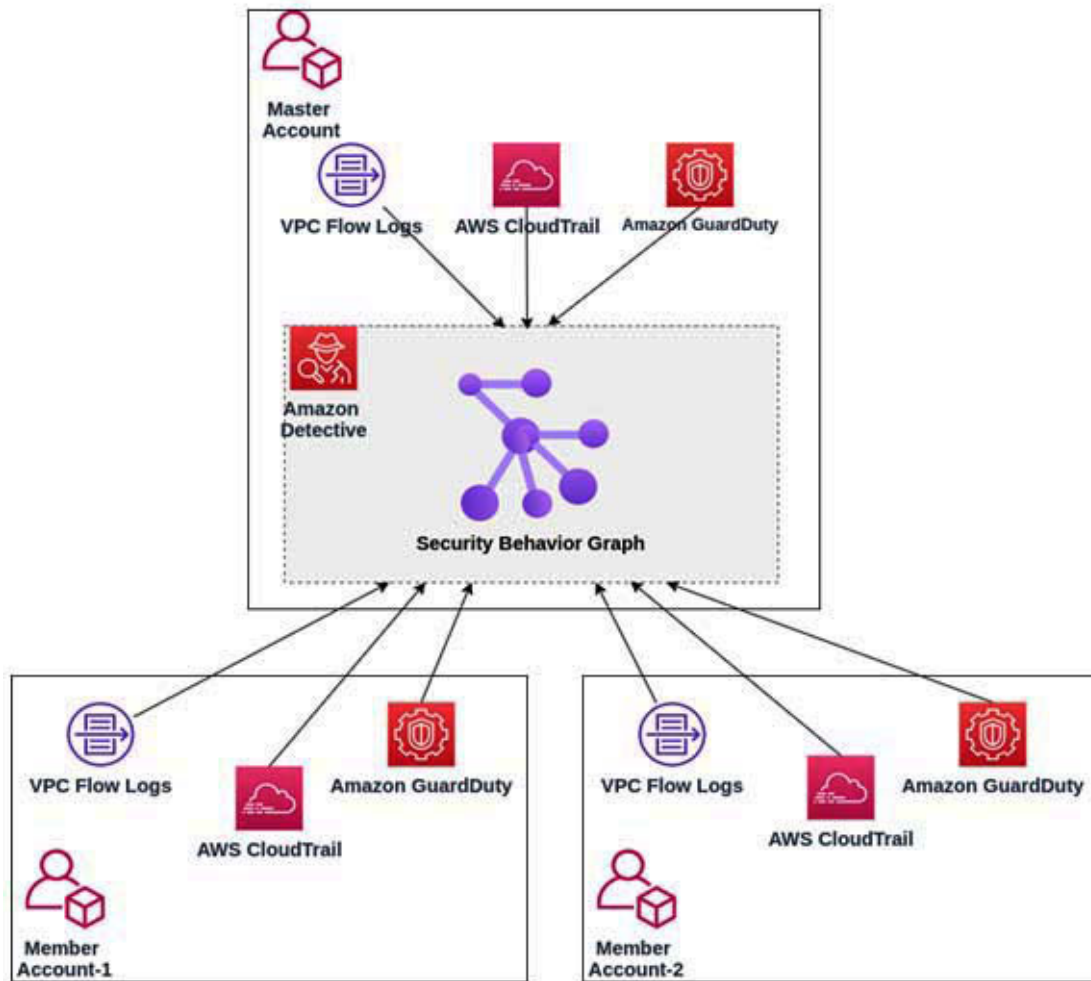 Master
Account
VPC Flow Logs
AWS CloudTrail
Amazon GuardDuty
Amazon
Detective
Security Behavior Graph
VPC Flow Logs
AWS CloudTrail
Amazon GuardDuty
Member
Account-1
VPC Flow Logs
AWS CloudTrail
Amazon GuardDuty
Member
Account-2